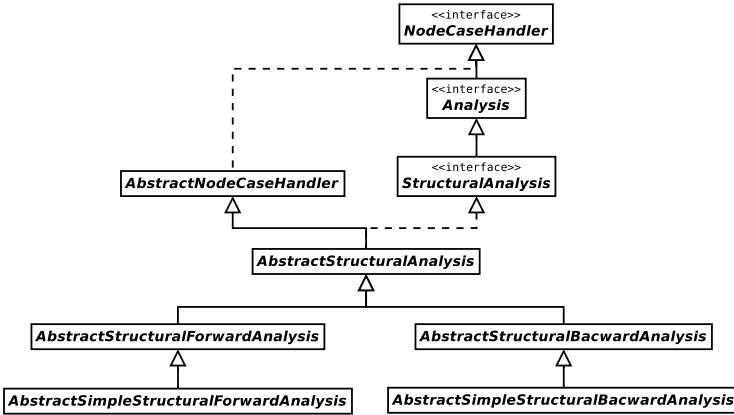 <<interface>>
NodeCaseHandler
<<interface>>
Analysis
<<interface>>
AbstractNodeCaseHandler
StructuralAnalysis
AbstractStructuralAnalysis
AbstractStructuralForwardAnalysis
AbstractStructuralBacwardAnalysis
AbstractSimpleStructuralForwardAnalysis
AbstractSimpleStructuralBacwardAnalysis